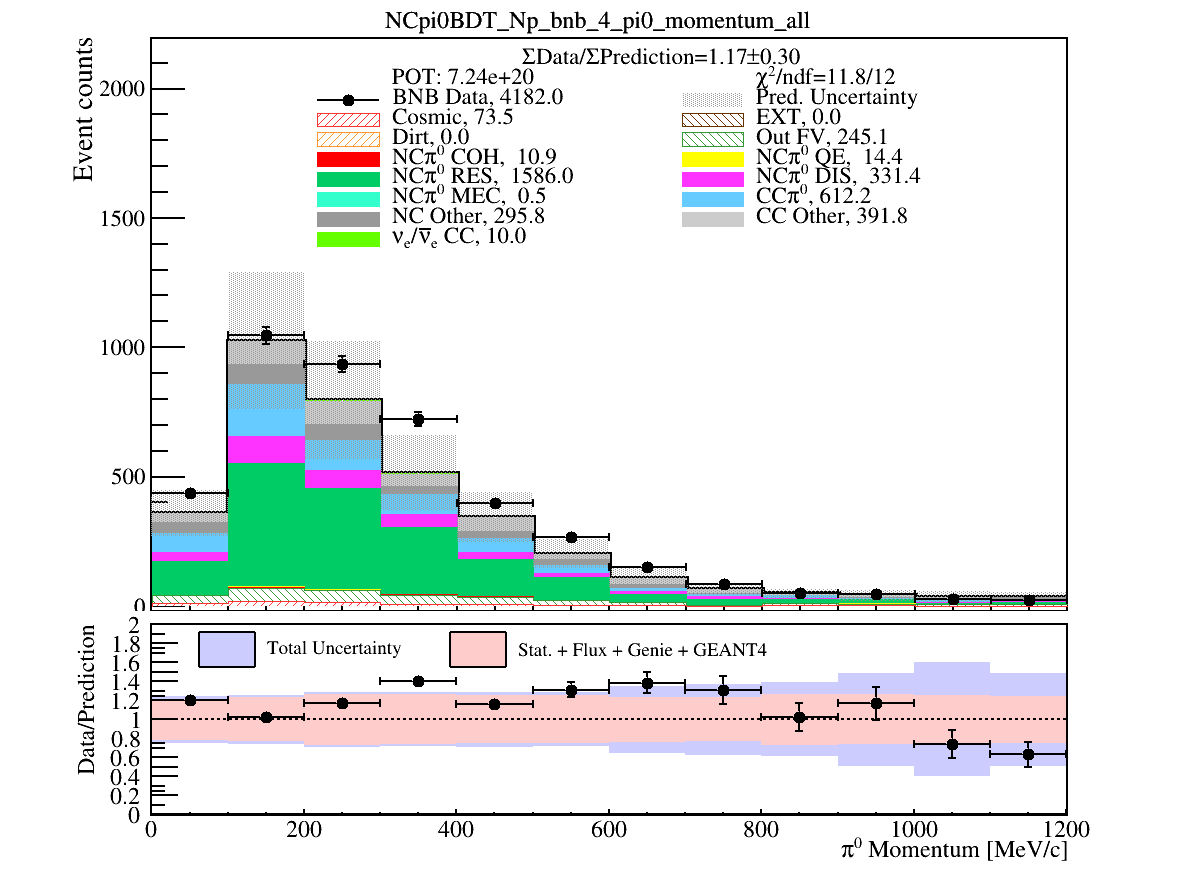 NCpi0BDT_Np_bnb_4_pi0_momentum_all
ΣData/ΣPrediction=1.17±0.30
POT: 7.24e+20
χ²/ndf=11.8/12
BNB Data, 4182.0
Pred. Uncertainty
Cosmic, 73.5
EXT, 0.0
Dirt, 0.0
Out FV, 245.1
NCπ⁰ COH, 10.9
NCπ⁰ QE, 14.4
NCπ⁰ RES, 1586.0
NCπ⁰ DIS, 331.4
NCπ⁰ MEC, 0.5
CCπ⁰, 612.2
NC Other, 295.8
CC Other, 391.8
νₑ/ν̅ₑ CC, 10.0
Event counts
2000
1500
1000
500
0
Data/Prediction
2
1.8
1.6
1.4
1.2
1
0.8
0.6
0.4
0.2
0
Total Uncertainty
Stat. + Flux + Genie + GEANT4
0 200 400 600 800 1000 1200
π⁰ Momentum [MeV/c]